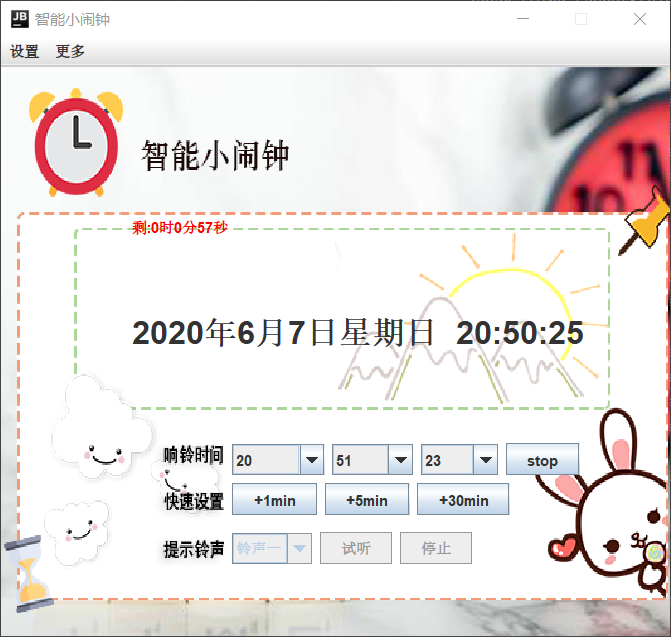 JB 智能小闹钟
设置 更多
智能小闹钟
11
10
剩:0时0分57秒
2020年6月7日星期日 20:50:25
响铃时间 20 51 23 stop
快速设置 +1min +5min +30min
提示铃声 铃声一 试听 停止